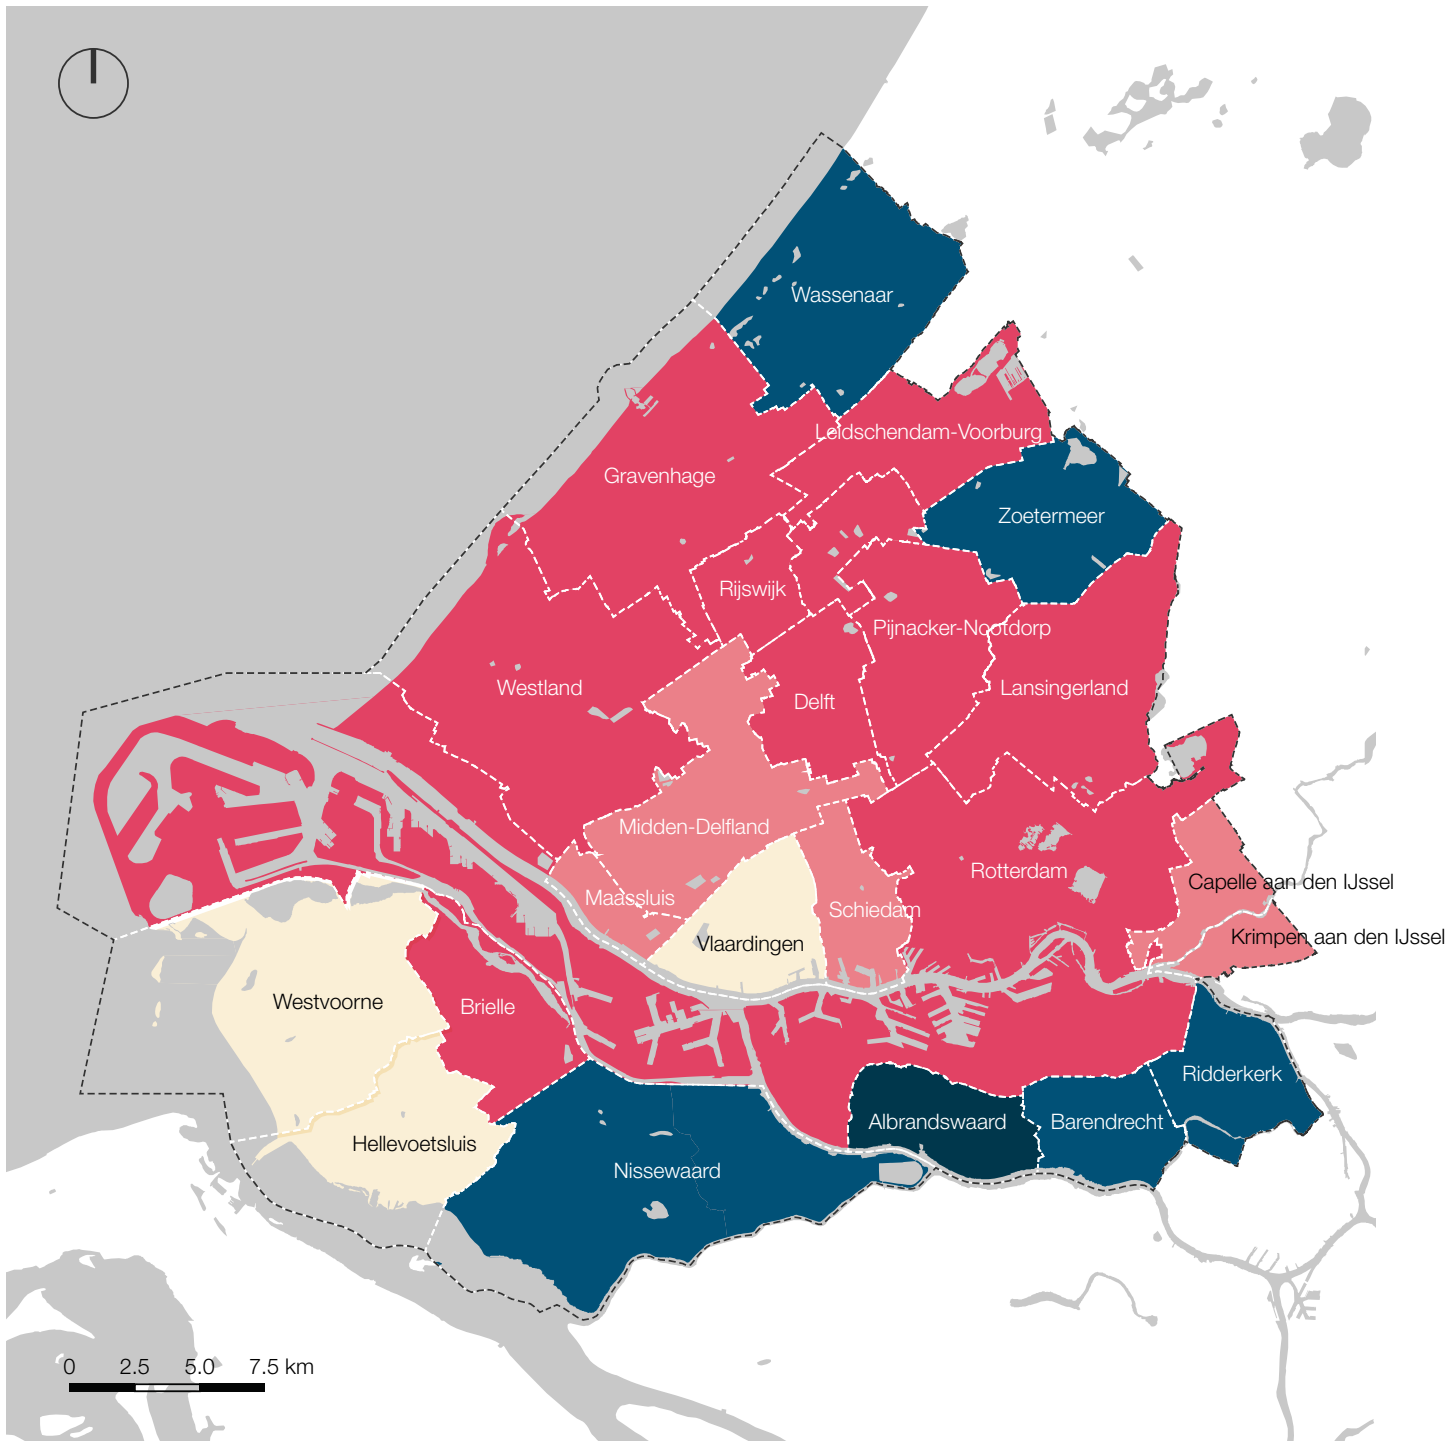 Wassenaar
Leidschendam-Voorburg
Gravenhage
Zoetermeer
Rijswijk
Pijnacker-Nootdorp
Westland
Delft
Lansingerland
Midden-Delfland
Rotterdam
Capelle aan den IJssel
Maassluis
Schiedam
Krimpen aan den IJssel
Vlaardingen
Westvoorne
Brielle
Ridderkerk
Albrandswaard
Barendrecht
Hellevoetsluis
Nissewaard
0 2.5 5.0 7.5 km